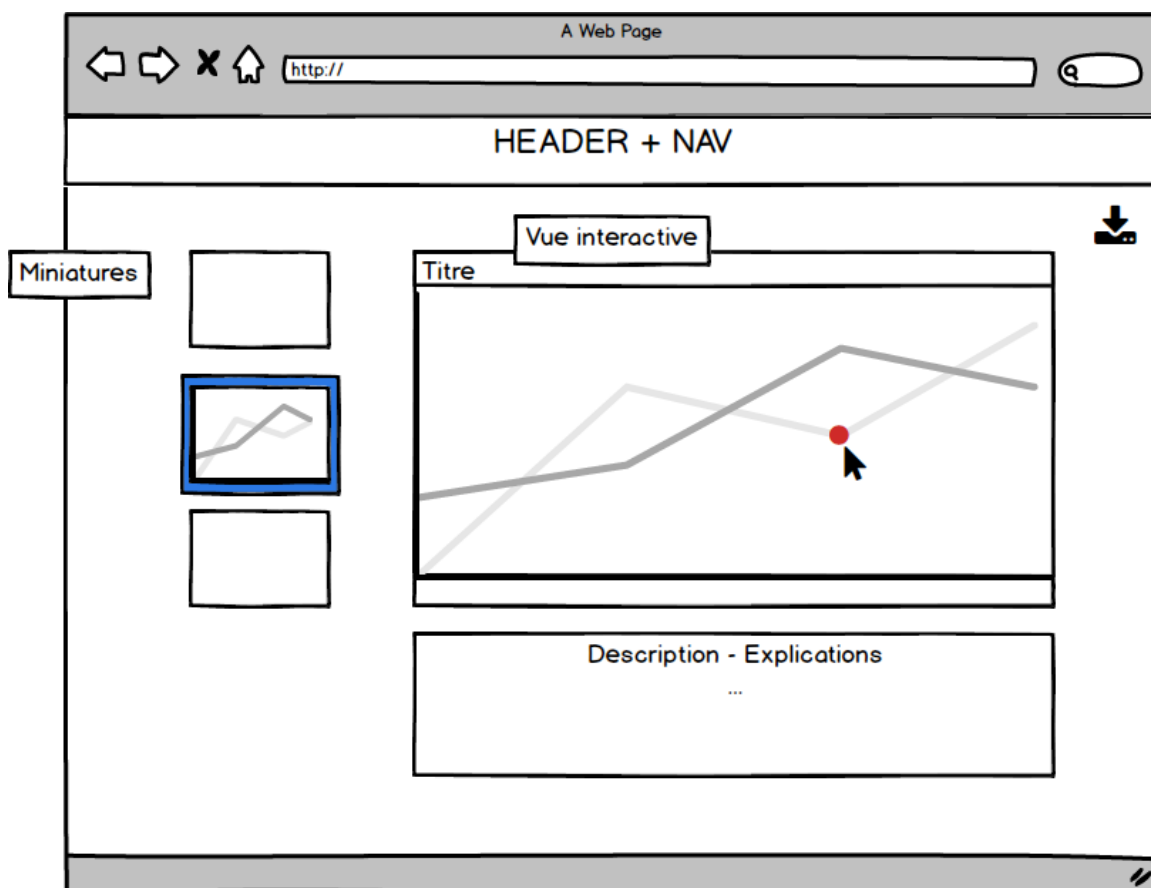 A Web Page
http://
HEADER + NAV
Vue interactive
Miniatures
Titre
Description - Explications
...